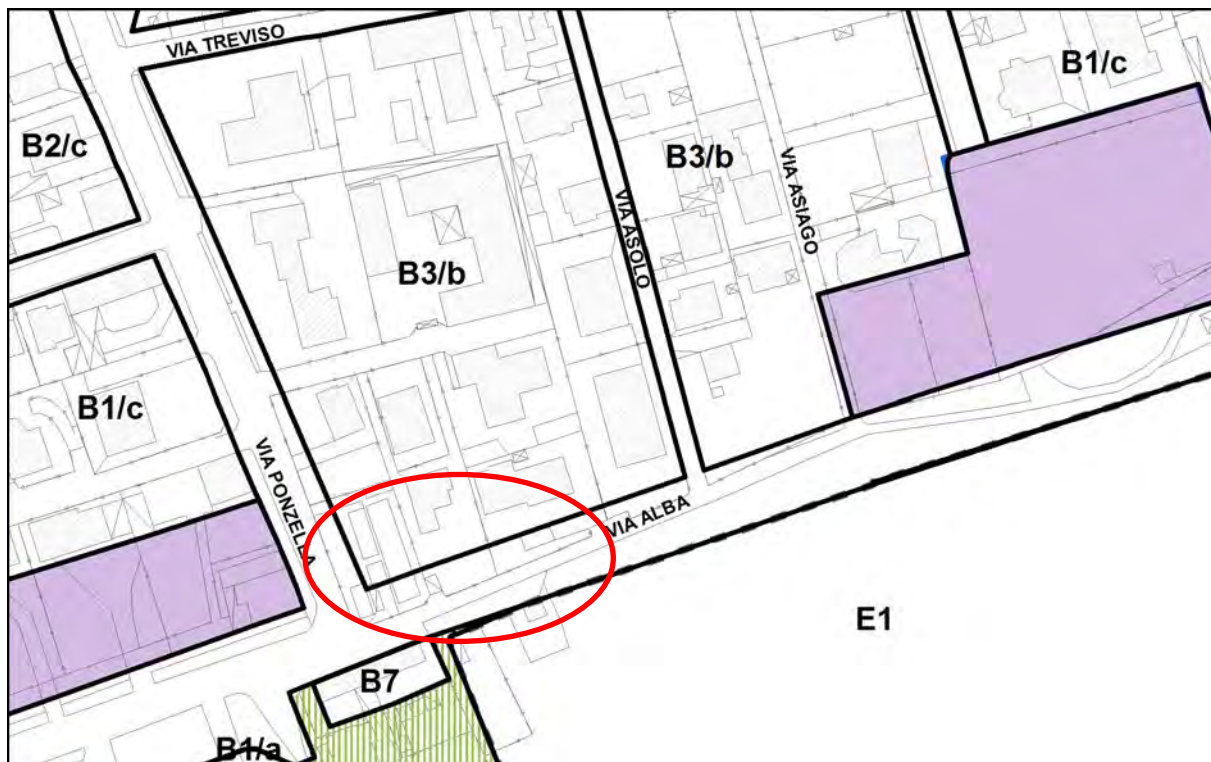 VIA TREVISO
B1/c
B2/c
B3/b
VIA ASIAGO
VIA ASOLO
B3/b
B1/c
VIA PONZELLA
VIA ALBA
E1
B7
B1/a